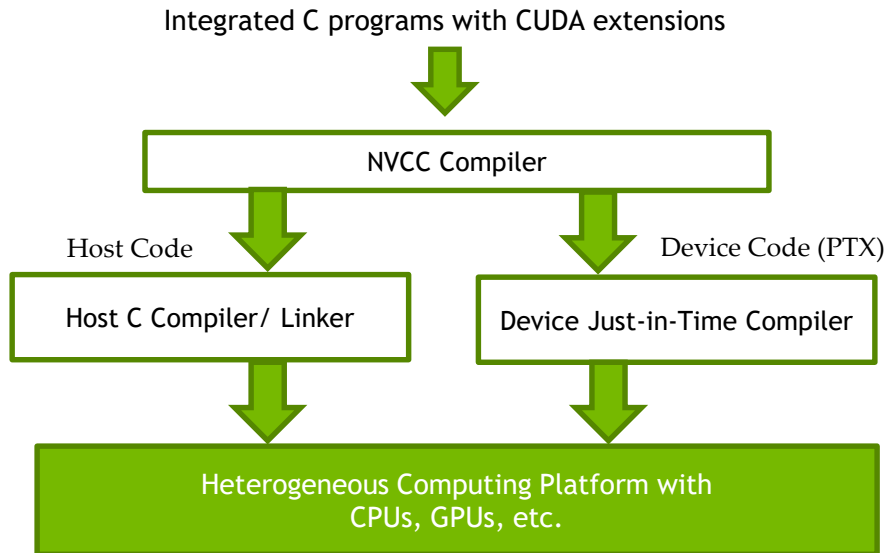 Integrated C programs with CUDA extensions
NVCC Compiler
Host Code
Device Code (PTX)
Host C Compiler/ Linker
Device Just-in-Time Compiler
Heterogeneous Computing Platform with
CPUs, GPUs, etc.